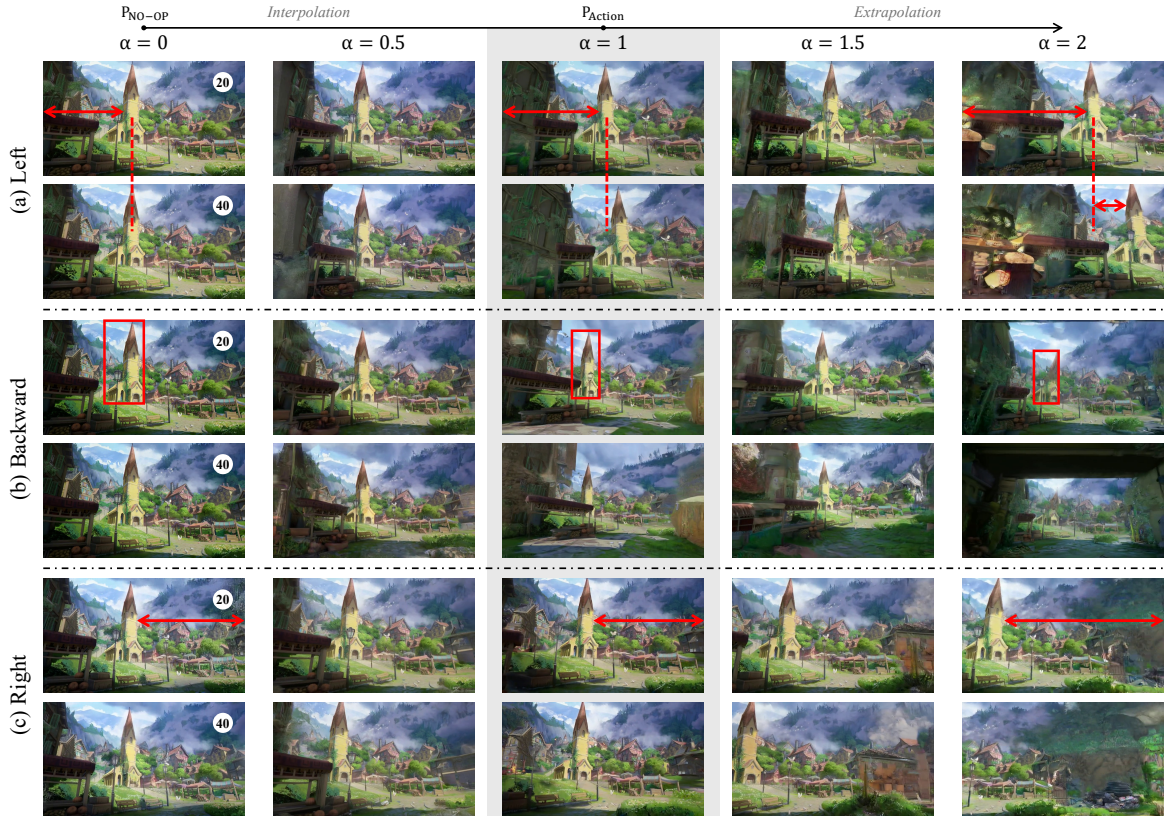 P_NO-OP Interpolation P_Action Extrapolation
α = 0 α = 0.5 α = 1 α = 1.5 α = 2
(a) Left
20
40
(b) Backward
20
40
(c) Right
20
40